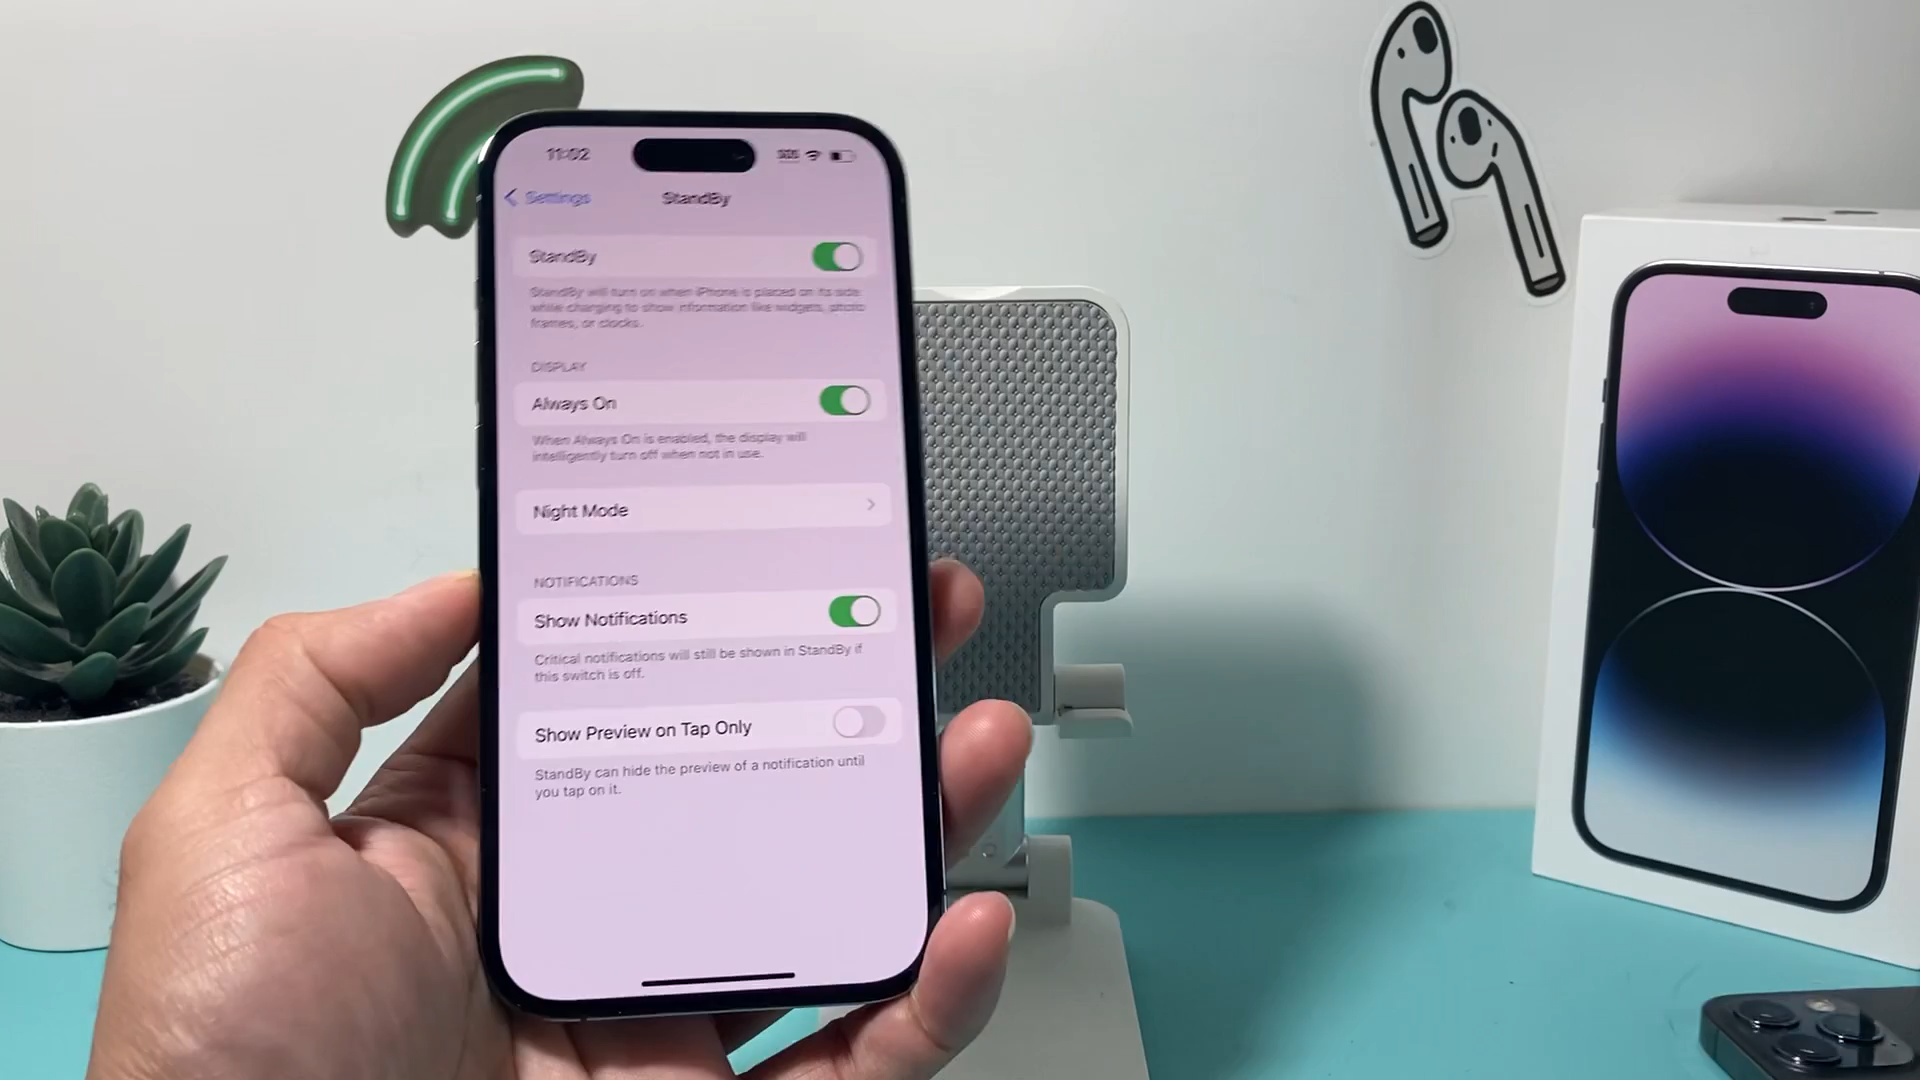 11:02
SOS
Settings
StandBy
StandBy
StandBy will turn on when iPhone is placed on its side
while charging to show information like widgets, photo
frames, or clocks.
DISPLAY
Always On
When Always On is enabled, the display will
intelligently turn off when not in use.
Night Mode
NOTIFICATIONS
Show Notifications
Critical notifications will still be shown in StandBy if
this switch is off.
Show Preview on Tap Only
StandBy can hide the preview of a notification until
you tap on it.